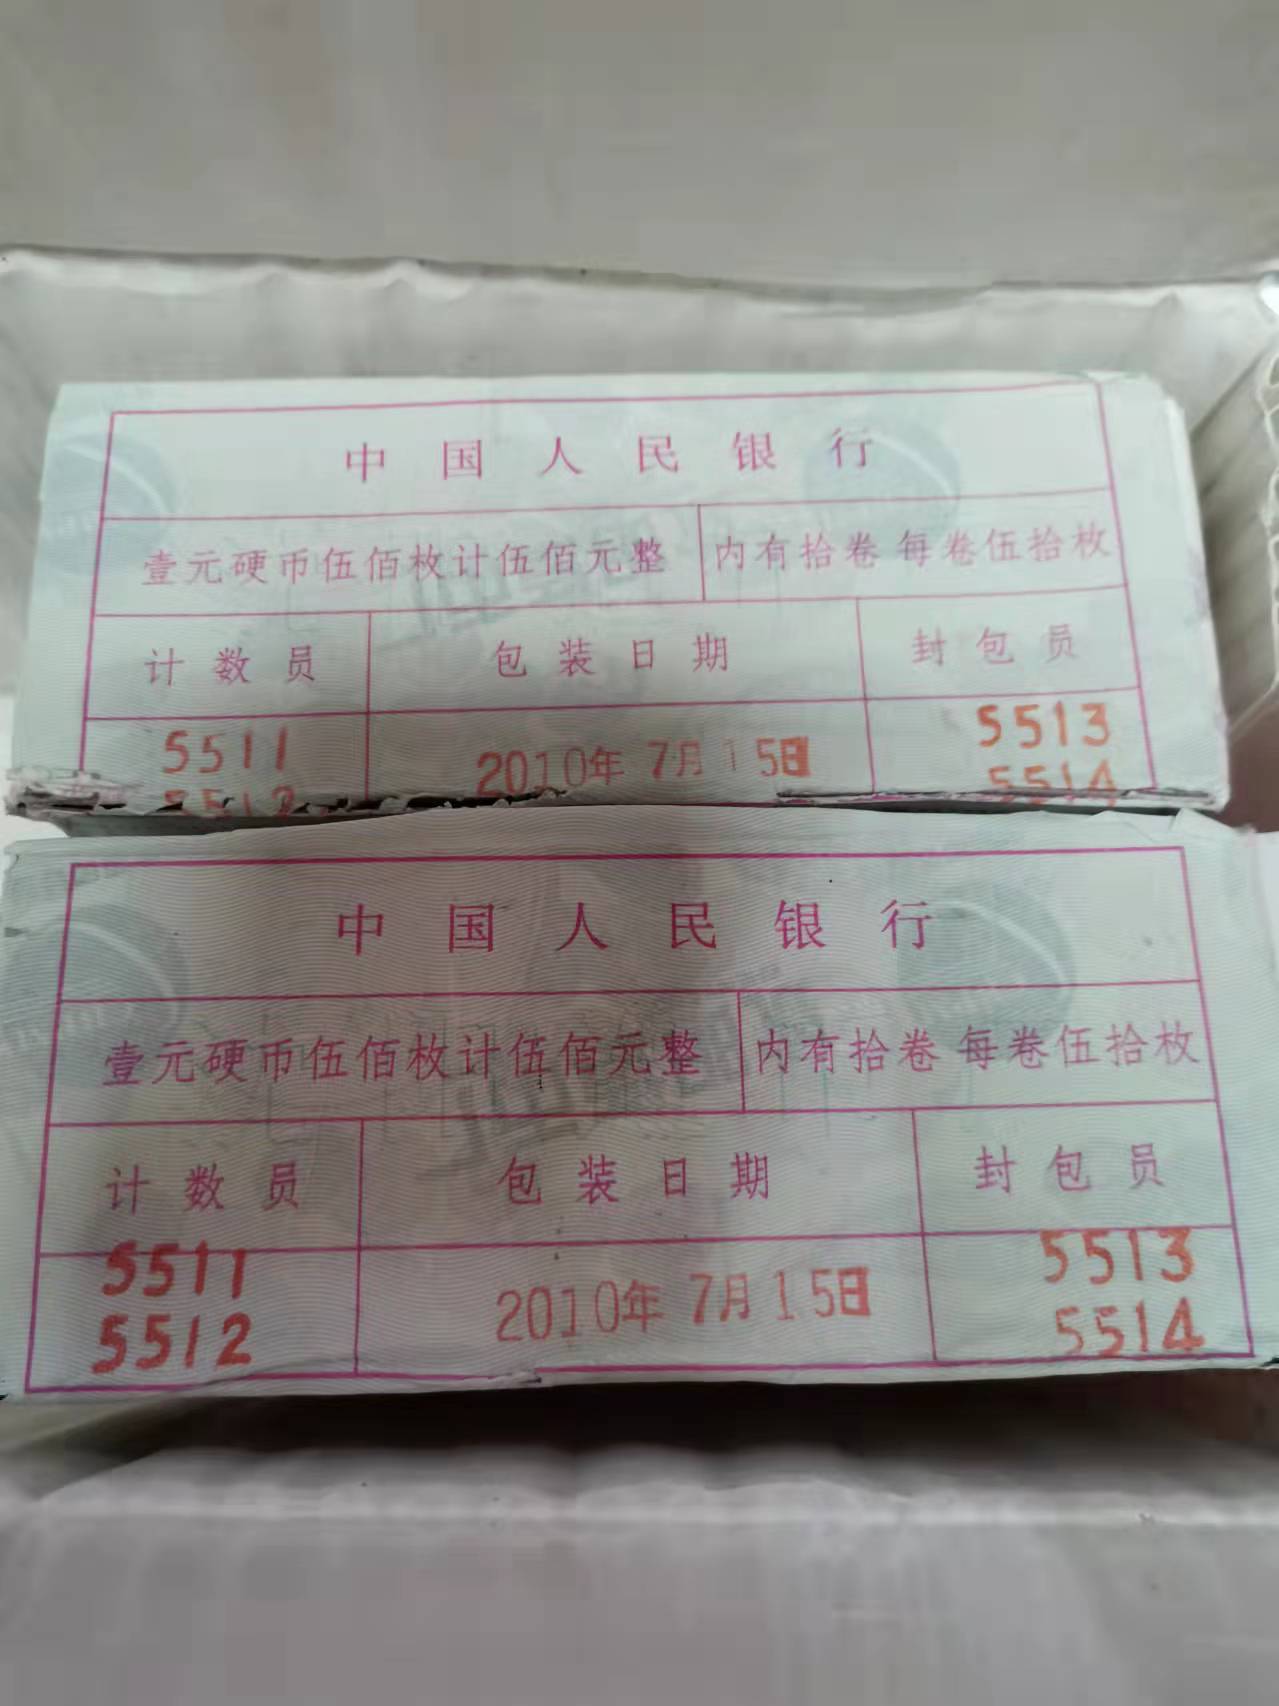 中国人民银行
壹元硬币伍佰枚计伍佰元整 内有拾卷 每卷伍拾枚
计数员 包装日期 封包员
5511 2010年 7月 15日 5513
5512 5514
中国人民银行
壹元硬币伍佰枚计伍佰元整 内有拾卷 每卷伍拾枚
计数员 包装日期 封包员
5511 2010年 7月 15日 5513
5512 5514